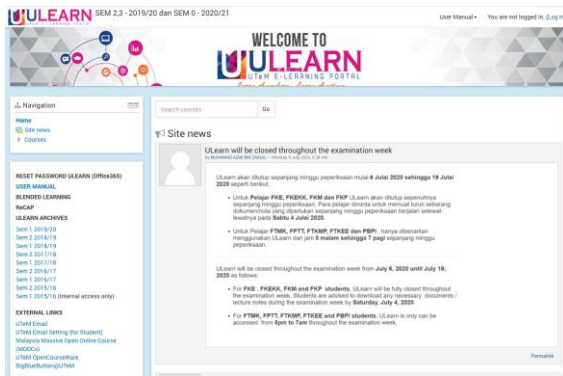 ULEARN
UTeM E-LEARNING PORTAL
SEM 2,3 - 2019/20 dan SEM 0 - 2020/21
User Manual
You are not logged in. (Log in
WELCOME TO
ULEARN
UTeM E-LEARNING PORTAL
Navigation
Home
Site news
Courses
RESET PASSWORD ULEARN (Office365)
USER MANUAL
BLENDED LEARNING
ReCAP
ULEARN ARCHIVES
Sem 1 2019/20
Sem 2 2018/19
Sem 1 2018/19
Sem 2 2017/18
Sem 1 2017/18
Sem 2 2016/17
Sem 1 2016/17
Sem 2 2015/16
Sem 1 2015/16 (Internal access only)
EXTERNAL LINKS
UTeM Email
UTeM Email Setting (for Student)
Malaysia Massive Open Online Course
(MOOCs)
UTeM OpenCourseWare
BigBlueButton@UTeM
Search courses
Go
Site news
ULearn will be closed throughout the examination week
ULearn akan ditutup sepanjang minggu peperiksaan mulai 6 Julai 2020 sehingga 19 Julai
2020 seperti berikut:
• Untuk Pelajar FKE, FKEKK, FKM dan FKP ULearn akan ditutup sepenuhnya
sepanjang minggu peperiksaan. Para pelajar diminta untuk memuat turun sebarang
dokumen/nota yang diperlukan sepanjang minggu peperiksaan berjalan selewat-
lewatnya pada Sabtu 4 Julai 2020.
• Untuk Pelajar FTMK, FPTT, FTKMP, FTKEE dan PBPI , hanya dibenarkan
menggunakan ULearn dari jam 8 malam sehingga 7 pagi sepanjang minggu
peperiksaan.
ULearn will be closed throughout the examination week from July 6, 2020 until July 19,
2020 as follows:
• For FKE , FKEKK, FKM and FKP students, ULearn will be fully closed throughout
the examination week. Students are advised to download any necessary documents /
lecture notes during the examination week by Saturday, July 4, 2020.
• For FTMK, FPTT, FTKMP, FTKEE and PBPI students, ULearn is only can be
accessed from 8pm to 7am throughout the examination week.
Permalink